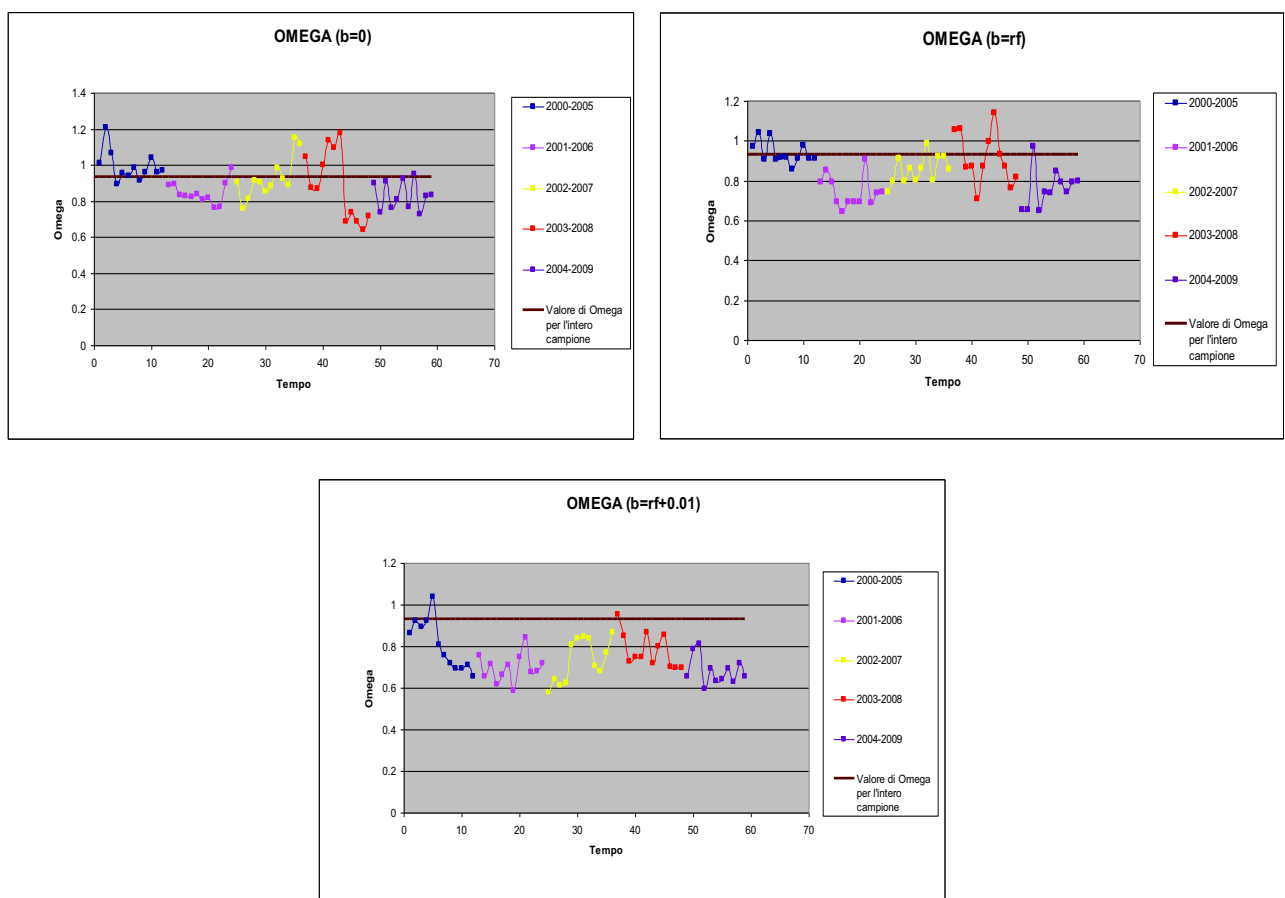 OMEGA (b=0)
1.4
1.2
1
0.8
0.6
0.4
0.2
0
0 10 20 30 40 50 60 70
Omega
Tempo
2000-2005
2001-2006
2002-2007
2003-2008
2004-2009
Valore di Omega
per l'intero
campione
OMEGA (b=rf)
1.2
1
0.8
0.6
0.4
0.2
0
0 10 20 30 40 50 60 70
Omega
Tempo
2000-2005
2001-2006
2002-2007
2003-2008
2004-2009
Valore di Omega
per l'intero
campione
OMEGA (b=rf+0.01)
1.2
1
0.8
0.6
0.4
0.2
0
0 10 20 30 40 50 60 70
Omega
Tempo
2000-2005
2001-2006
2002-2007
2003-2008
2004-2009
Valore di Omega
per l'intero
campione